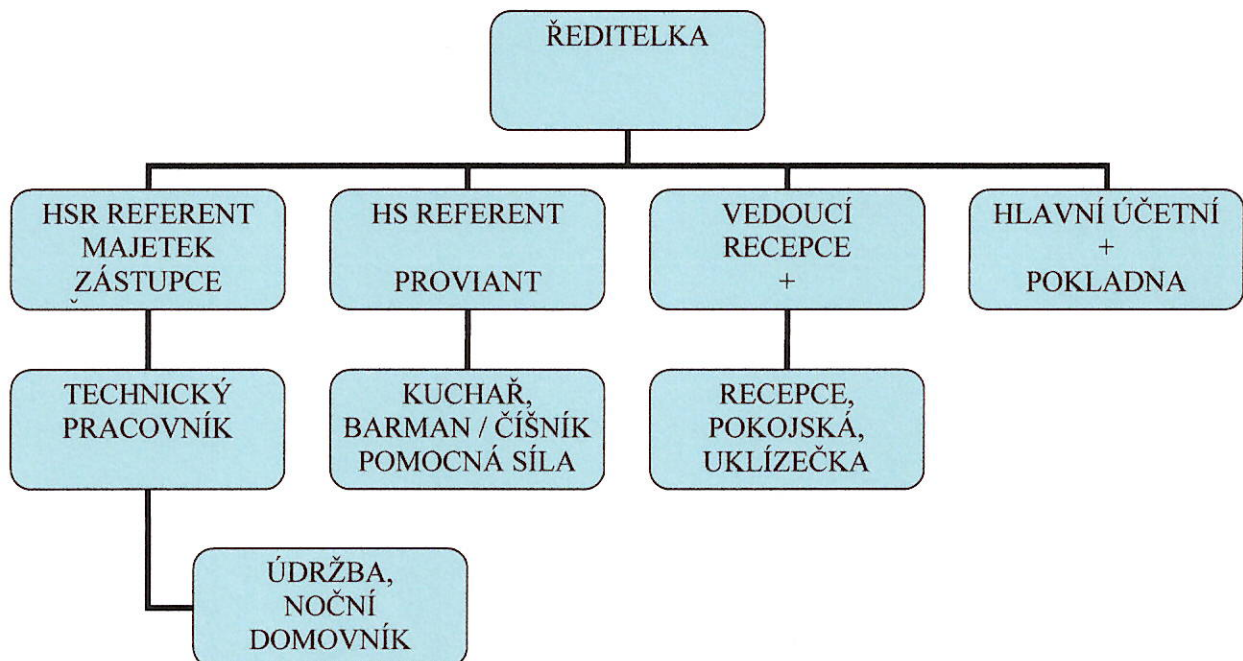 ŘEDITELKA
HSR REFERENT
MAJETEK
ZÁSTUPCE
HS REFERENT
PROVIANT
VEDOUCÍ
RECEPCE
+
HLAVNÍ ÚČETNÍ
+
POKLADNA
TECHNICKÝ
PRACOVNÍK
KUCHAŘ,
BARMAN / ČÍŠNÍK
POMOCNÁ SÍLA
RECEPCE,
POKOJSKÁ,
UKLÍZEČKA
ÚDRŽBA,
NOČNÍ
DOMOVNÍK